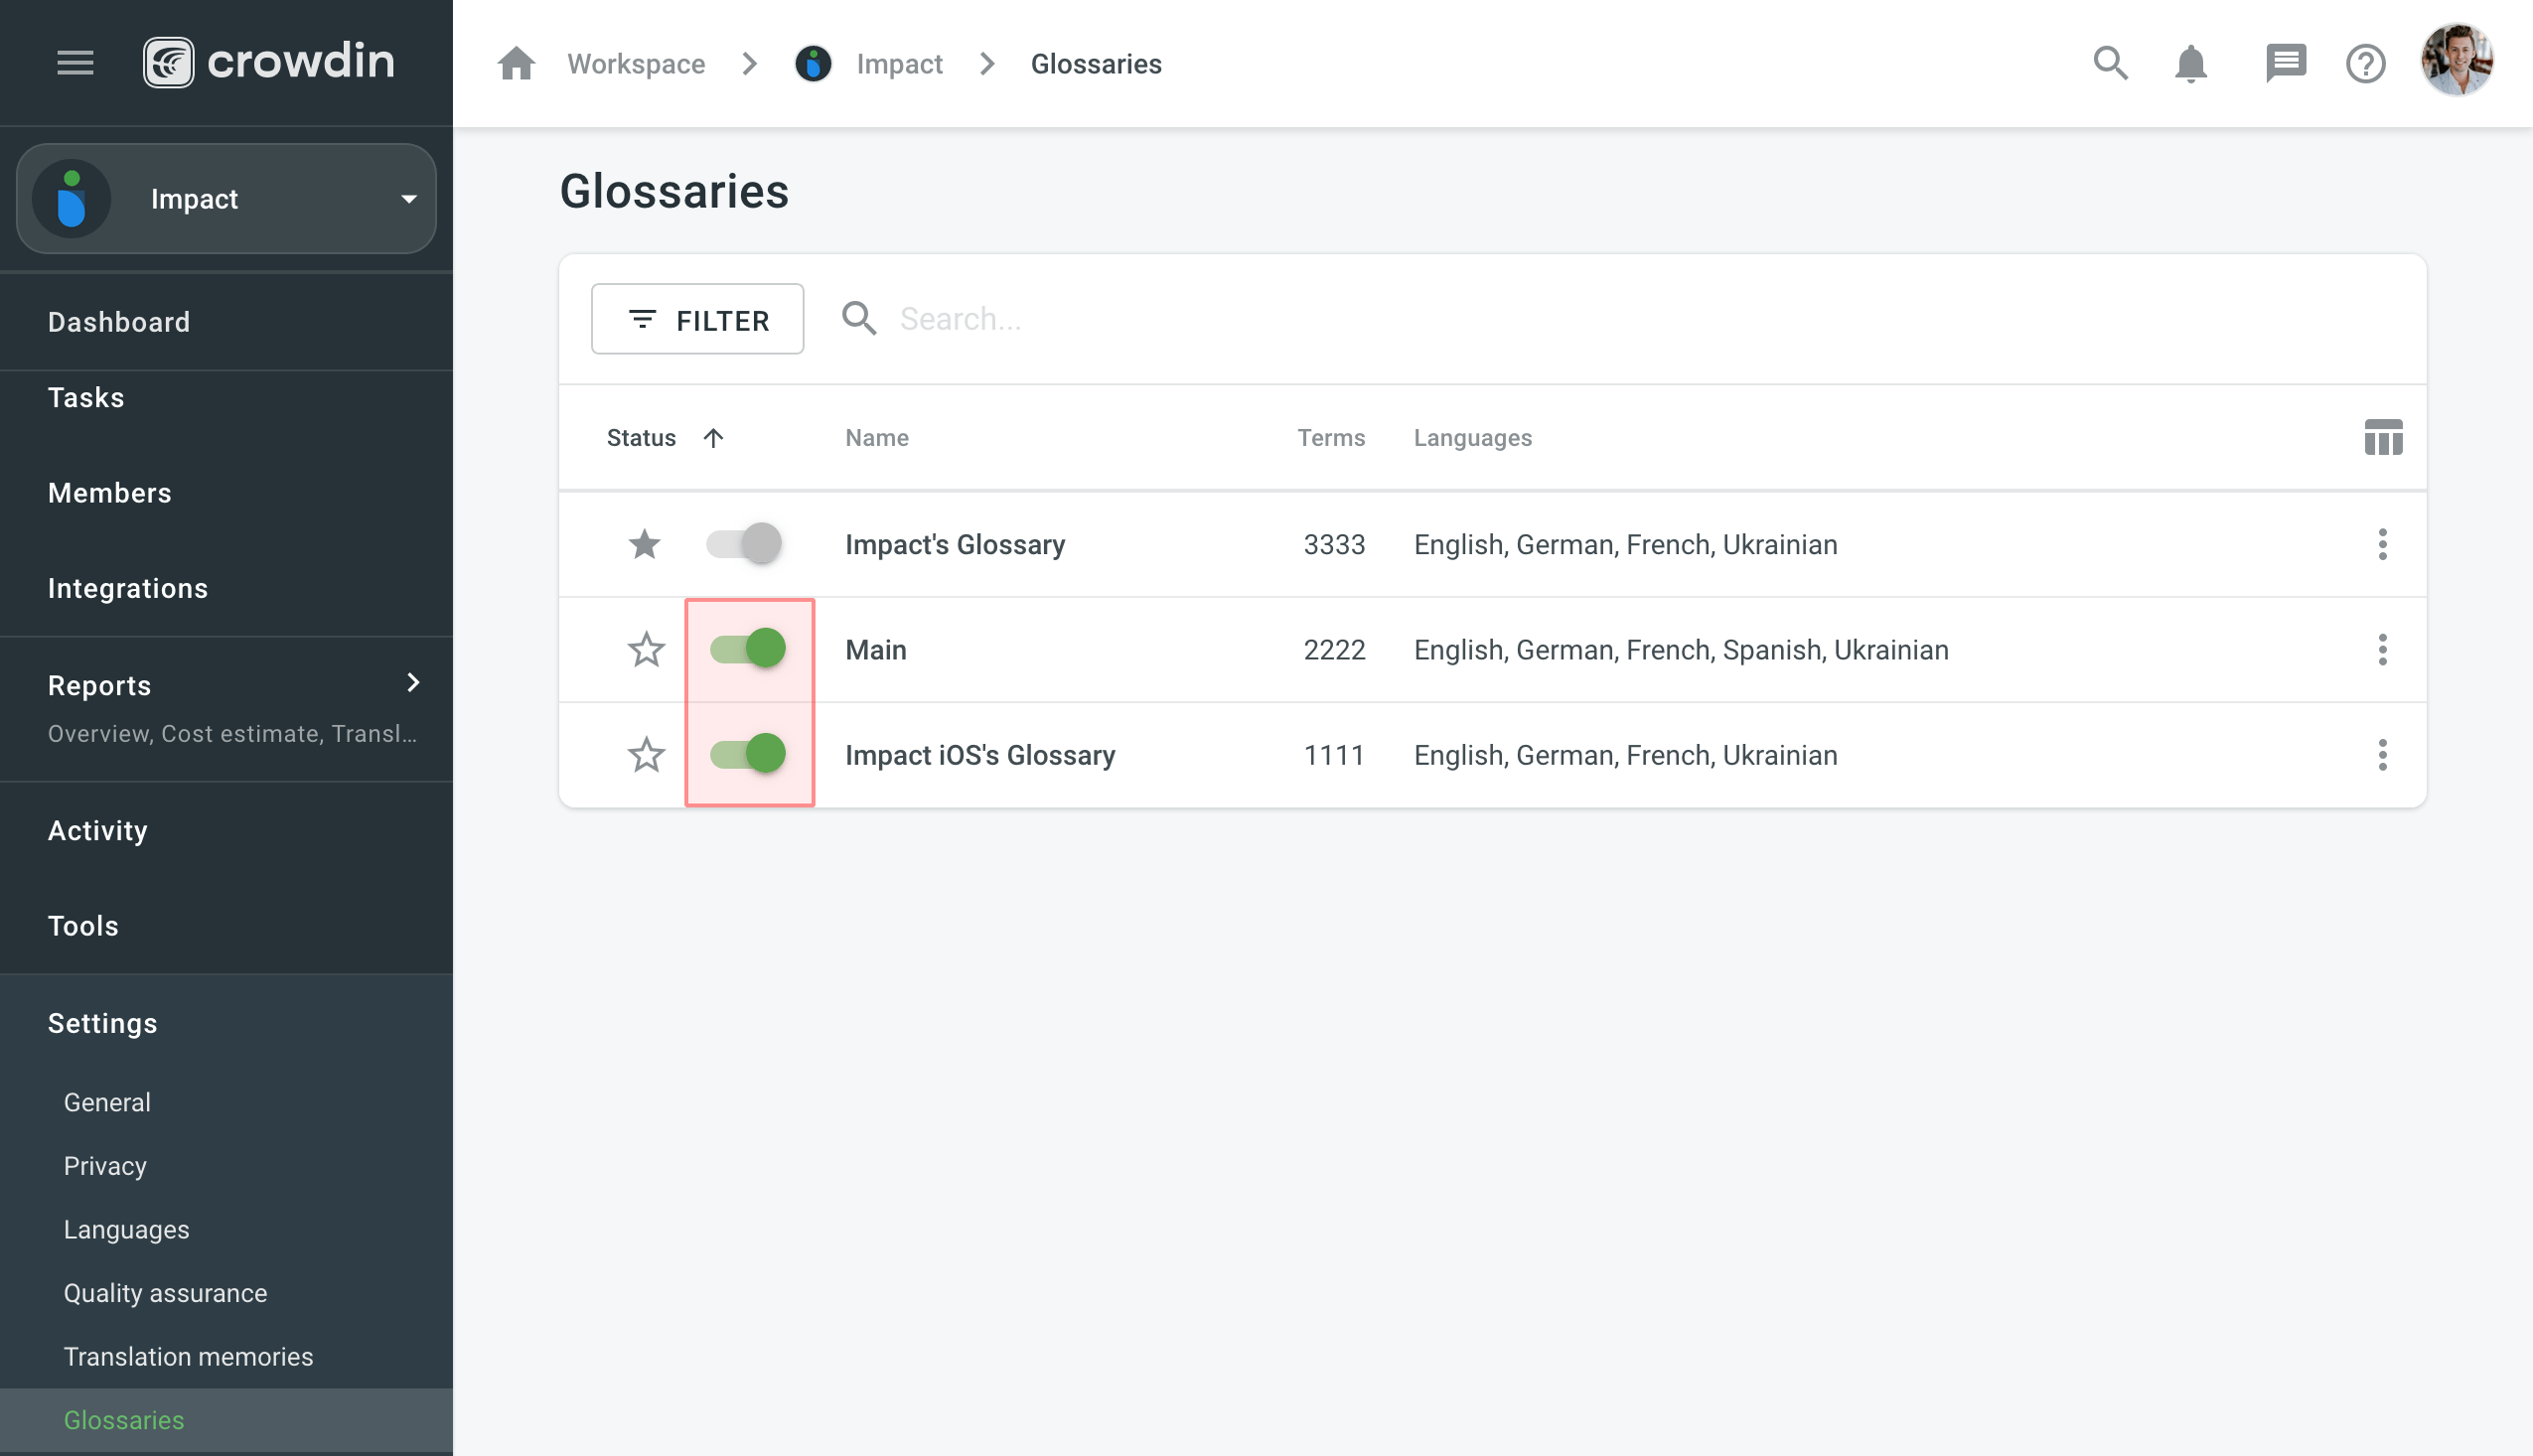 crowdin
Workspace Impact Glossaries
Impact
Dashboard
Tasks
Members
Integrations
Reports
Overview, Cost estimate, Transl...
Activity
Tools
Settings
General
Privacy
Languages
Quality assurance
Translation memories
Glossaries
Glossaries
FILTER Search...
Status Name Terms Languages
Impact's Glossary 3333 English, German, French, Ukrainian
Main 2222 English, German, French, Spanish, Ukrainian
Impact iOS's Glossary 1111 English, German, French, Ukrainian